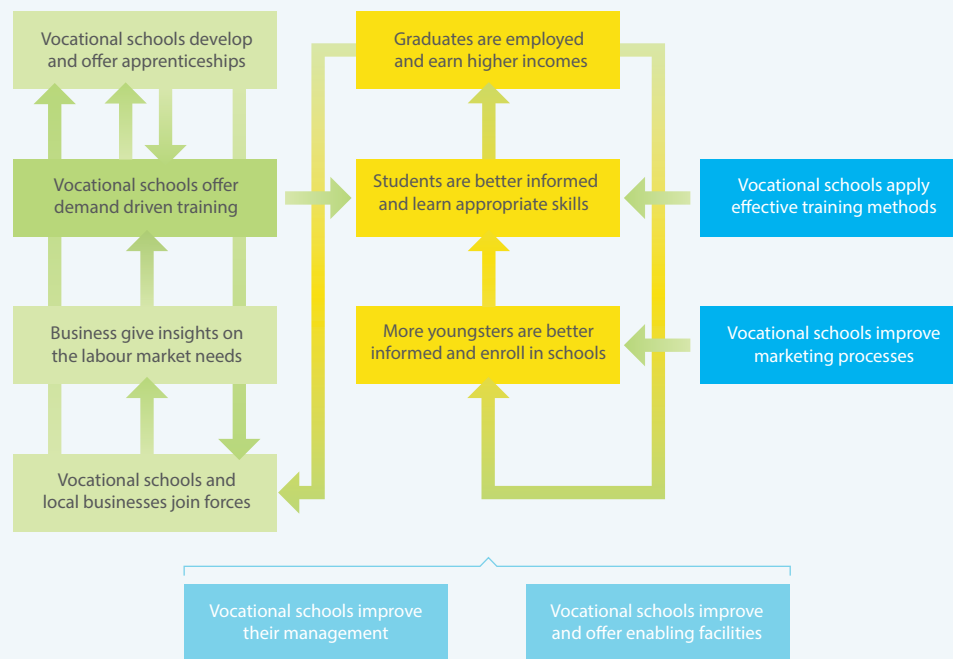 Vocational schools develop
and offer apprenticeships
Graduates are employed
and earn higher incomes
Vocational schools offer
demand driven training
Students are better informed
and learn appropriate skills
Vocational schools apply
effective training methods
Business give insights on
the labour market needs
More youngsters are better
informed and enroll in schools
Vocational schools improve
marketing processes
Vocational schools and
local businesses join forces
Vocational schools improve
their management
Vocational schools improve
and offer enabling facilities